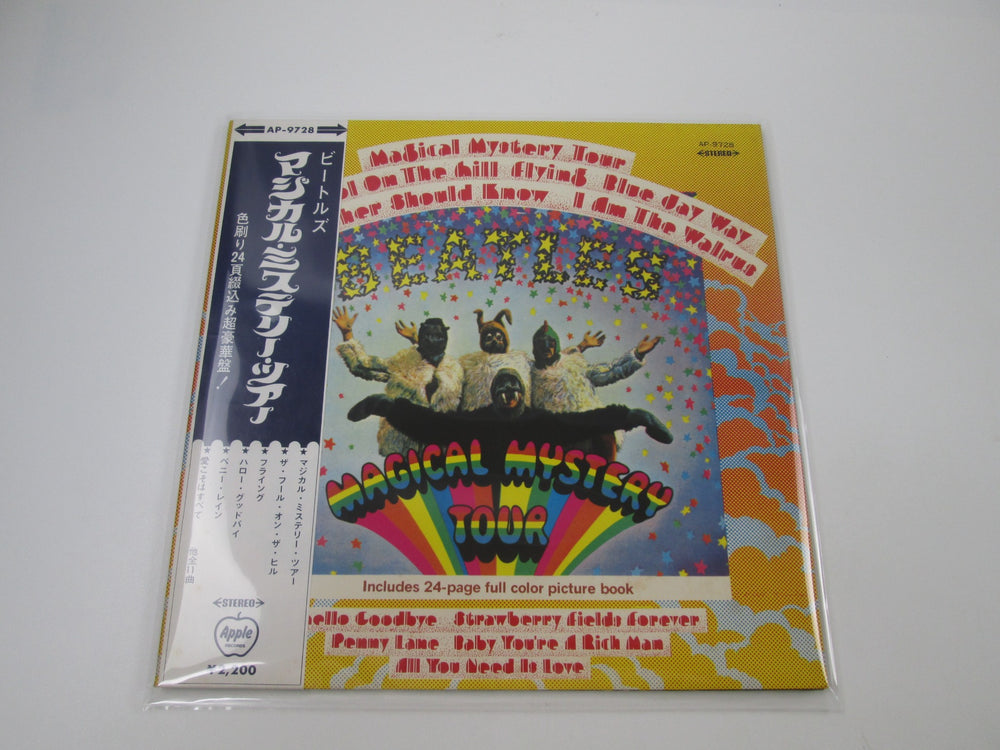 AP-9728
ビートルズ
マジカル・ミステリー・ツアー
色刷り24頁綴込み超豪華盤！
★マジカル・ミステリー・ツアー
★ザ・フール・オン・ザ・ヒル
★フライング
★ハロー・グッドバイ
★ペニー・レイン
★愛こそはすべて
他全11曲
STEREO
Apple
records
¥2,200
AP-9728
STEREO
Magical Mystery Tour
ol On The Hill Flying Blue Jay Way
her Should Know I Am The Walrus
BEATLES
MAGICAL MYSTERY
TOUR
Includes 24-page full color picture book
ello Goodbye Strawberry Fields Forever
Penny Lane Baby You're A Rich Man
All You Need Is Love